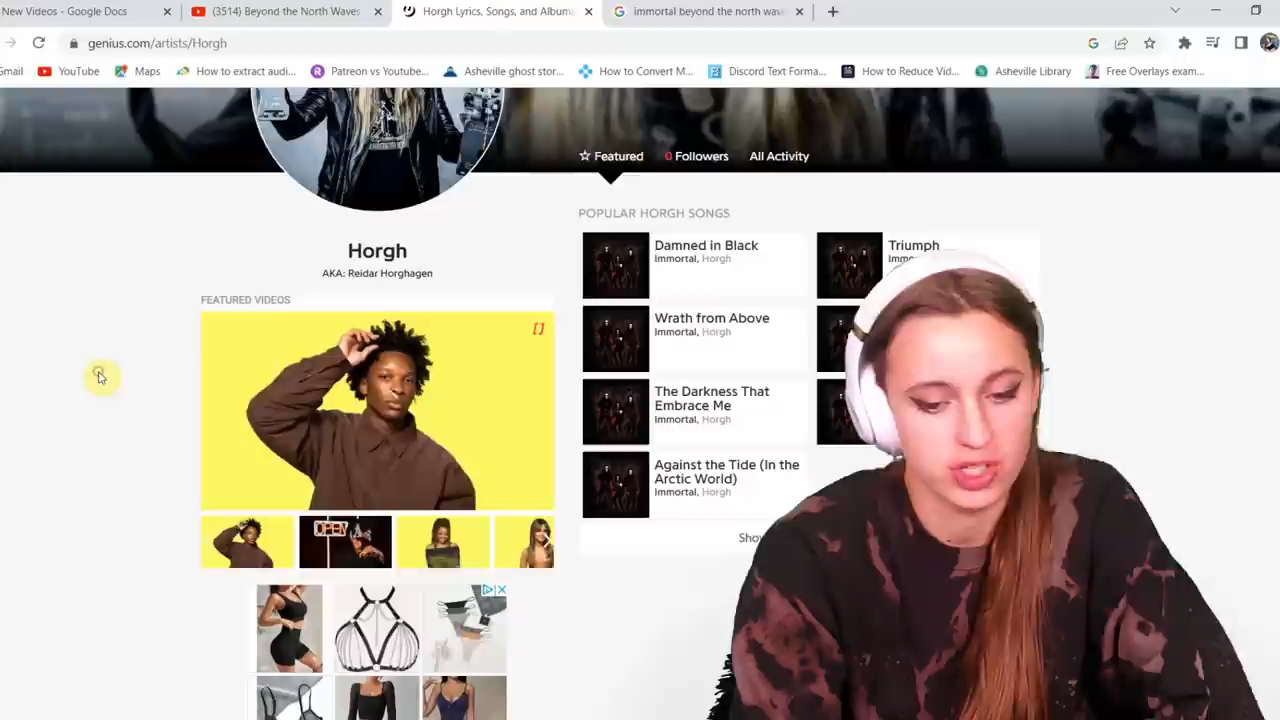 New Videos - Google Docs
(3514) Beyond the North Waves
Horgh Lyrics, Songs, and Albums
immortal beyond the north wave
genius.com/artists/Horgh
Gmail
YouTube
Maps
How to extract audi...
Patreon vs Youtube...
Asheville ghost stor...
How to Convert M...
Discord Text Forma...
How to Reduce Vid...
Asheville Library
Free Overlays exam...
Featured
0 Followers
All Activity
POPULAR HORGH SONGS
Damned in Black
Immortal, Horgh
Triumph
Immo
Horgh
AKA: Reidar Horghagen
FEATURED VIDEOS
[]
Wrath from Above
Immortal, Horgh
The Darkness That
Embrace Me
Immortal, Horgh
Against the Tide (In the
Arctic World)
Immortal, Horgh
OPEN
Sho